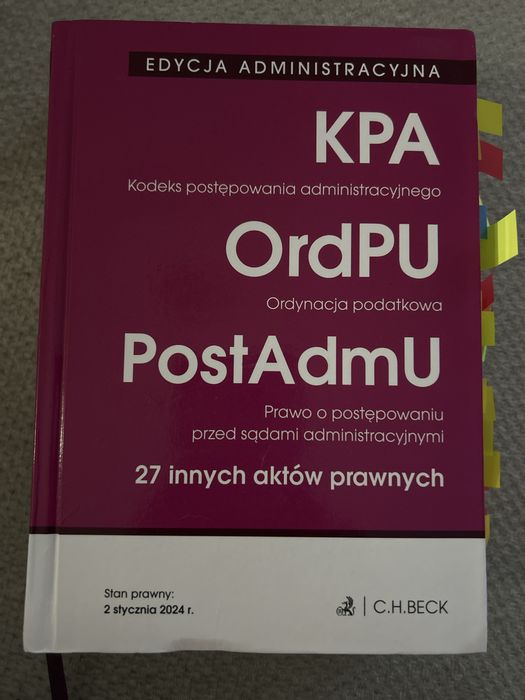 EDYCJA ADMINISTRACYJNA
KPA
Kodeks postępowania administracyjnego
OrdPU
Ordynacja podatkowa
PostAdmU
Prawo o postępowaniu
przed sądami administracyjnymi
27 innych aktów prawnych
Stan prawny:
2 stycznia 2024 r.
C.H.BECK